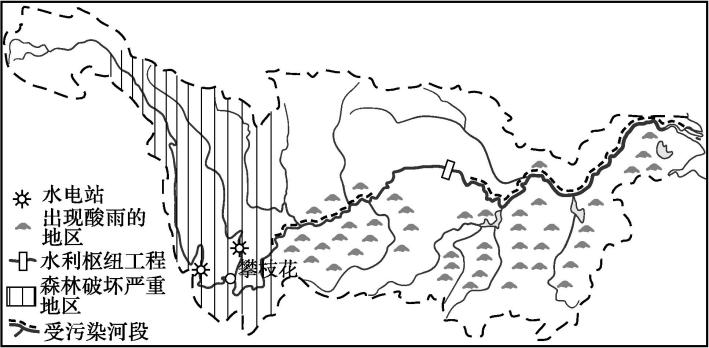 水电站
出现酸雨的
地区
水利枢纽工程
森林破坏严重
地区
受污染河段
攀枝花